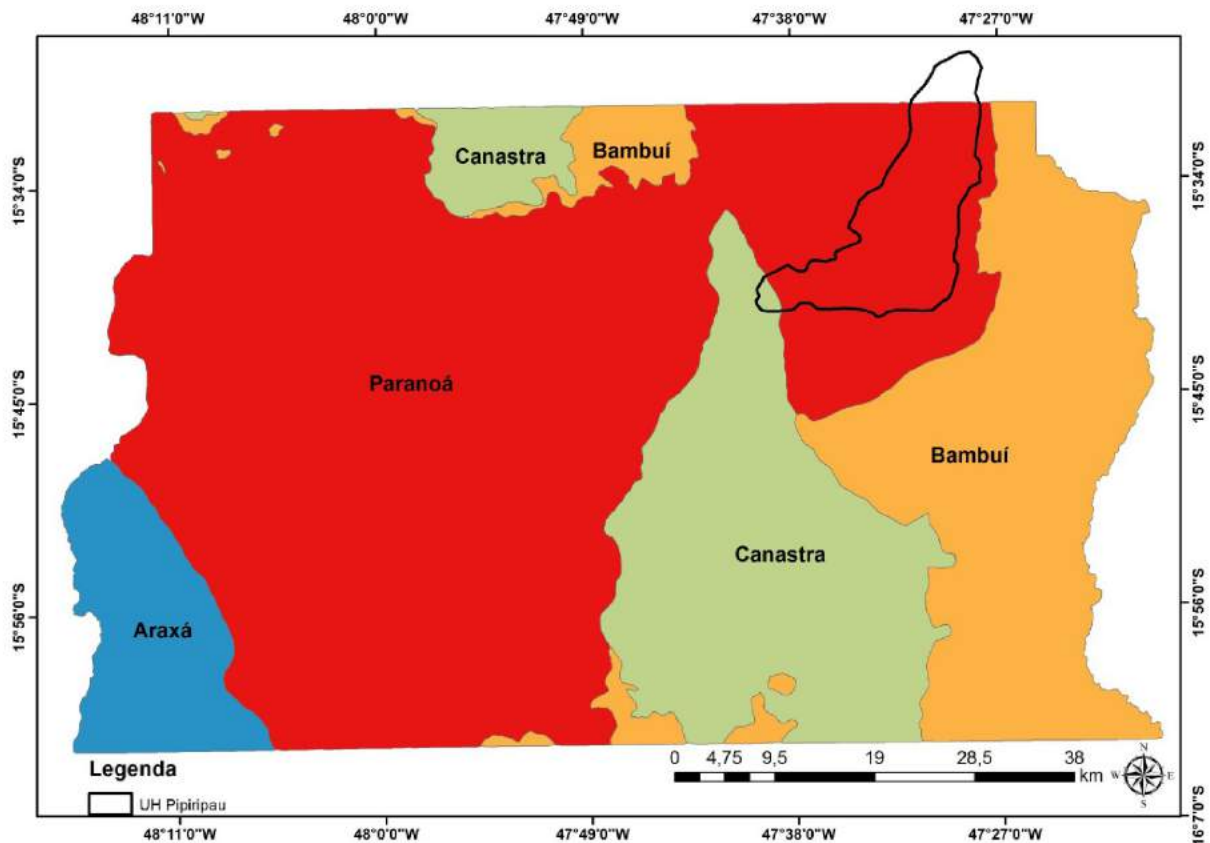 48°11'0"W 48°0'0"W 47°49'0"W 47°38'0"W 47°27'0"W
Canastra
Bambuí
15°34'0"S
15°34'0"S
Paranoá
15°45'0"S
15°45'0"S
Bambuí
Canastra
15°56'0"S
15°56'0"S
Araxá
Legenda
UH Pipiripau
0 4,75 9,5 19 28,5 38
km
N
W E
S
16°7'0"S
48°11'0"W 48°0'0"W 47°49'0"W 47°38'0"W 47°27'0"W